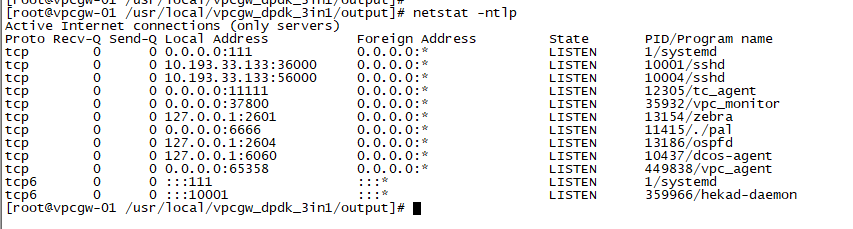 [root@vpcgw-01 /usr/local/vpcgw_dpdk_3in1/output]#
[root@vpcgw-01 /usr/local/vpcgw_dpdk_3in1/output]# netstat -ntlp
Active Internet connections (only servers)
Proto Recv-Q Send-Q Local Address           Foreign Address         State       PID/Program name
tcp        0      0 0.0.0.0:111             0.0.0.0:*               LISTEN      1/systemd
tcp        0      0 10.193.33.133:36000     0.0.0.0:*               LISTEN      10001/sshd
tcp        0      0 10.193.33.133:56000     0.0.0.0:*               LISTEN      10004/sshd
tcp        0      0 0.0.0.0:11111           0.0.0.0:*               LISTEN      12305/tc_agent
tcp        0      0 0.0.0.0:37800           0.0.0.0:*               LISTEN      35932/vpc_monitor
tcp        0      0 127.0.0.1:2601          0.0.0.0:*               LISTEN      13154/zebra
tcp        0      0 0.0.0.0:6666            0.0.0.0:*               LISTEN      11415/./pal
tcp        0      0 127.0.0.1:2604          0.0.0.0:*               LISTEN      13186/ospfd
tcp        0      0 127.0.0.1:6060          0.0.0.0:*               LISTEN      10437/dcos-agent
tcp        0      0 0.0.0.0:65358           0.0.0.0:*               LISTEN      449838/vpc_agent
tcp6       0      0 :::111                  :::*                    LISTEN      1/systemd
tcp6       0      0 :::10001                :::*                    LISTEN      359966/hekad-daemon
[root@vpcgw-01 /usr/local/vpcgw_dpdk_3in1/output]#